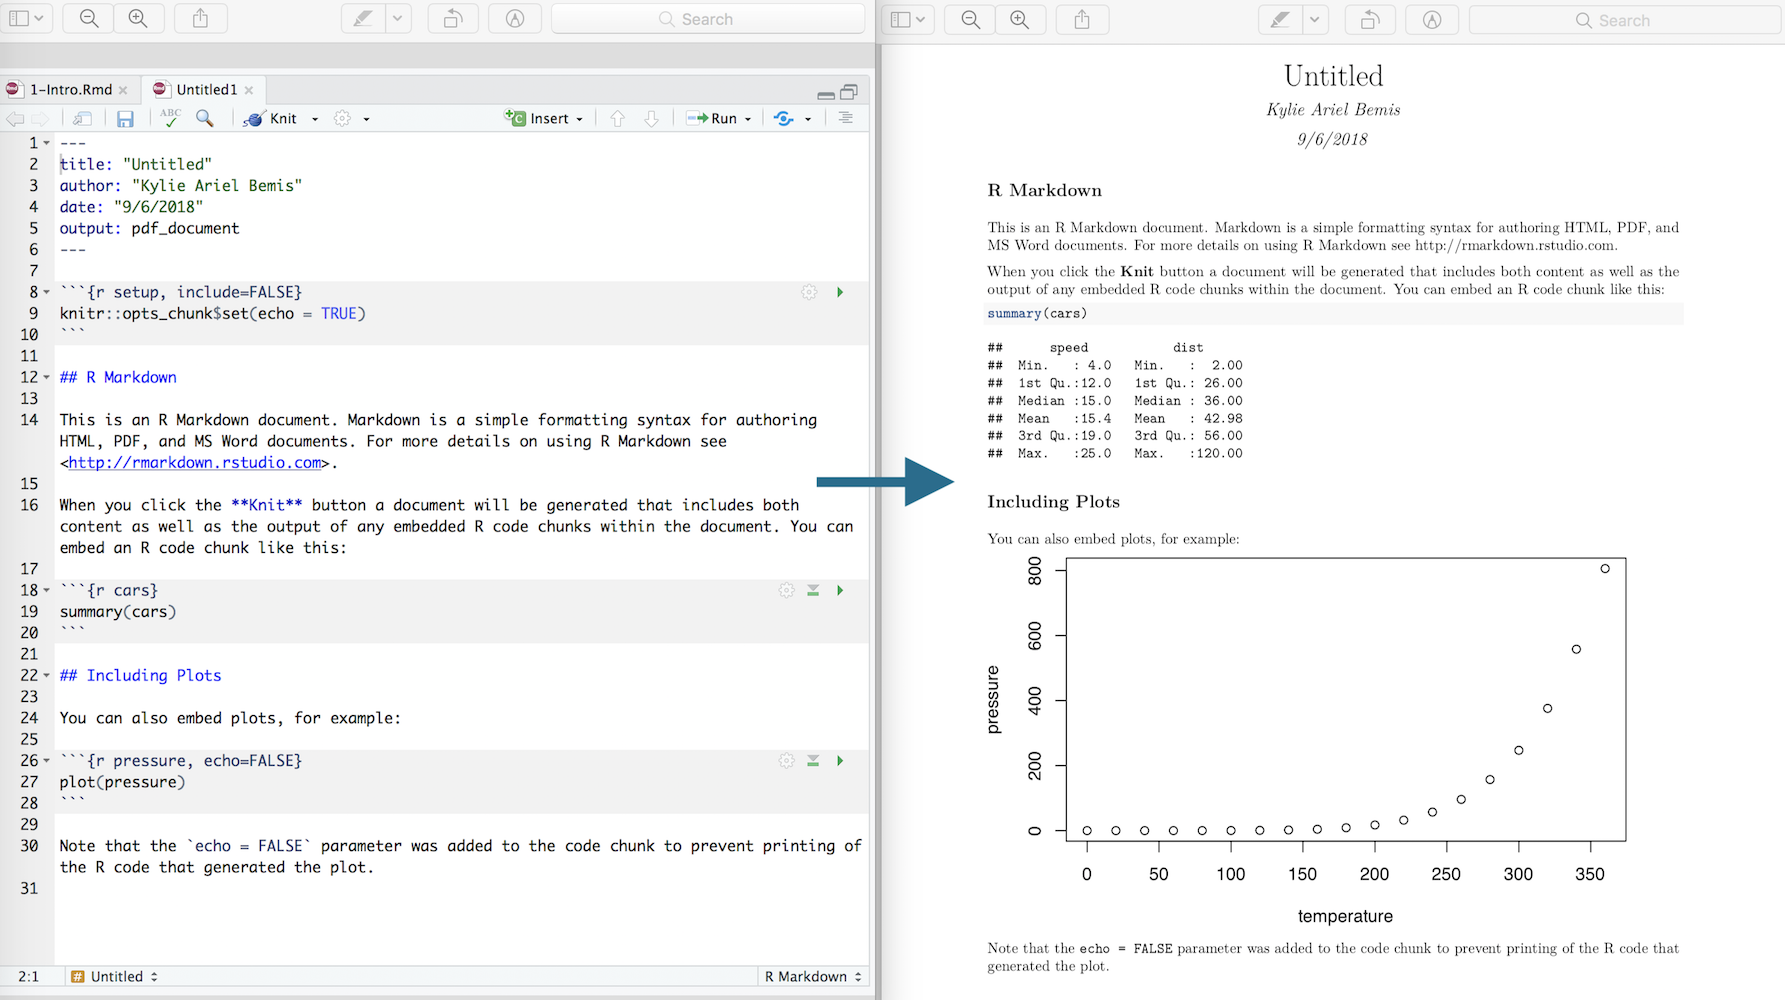 Search
1-Intro.Rmd
Untitled1
ABC
Knit
Insert
Run
1 ---
2 title: "Untitled"
3 author: "Kylie Ariel Bemis"
4 date: "9/6/2018"
5 output: pdf_document
6 ---
7
8 ```{r setup, include=FALSE}
9 knitr::opts_chunk$set(echo = TRUE)
10 ```
11
12 ## R Markdown
13
14 This is an R Markdown document. Markdown is a simple formatting syntax for authoring
HTML, PDF, and MS Word documents. For more details on using R Markdown see
<http://rmarkdown.rstudio.com>.
15
16 When you click the **Knit** button a document will be generated that includes both
content as well as the output of any embedded R code chunks within the document. You can
embed an R code chunk like this:
17
18 ```{r cars}
19 summary(cars)
20 ```
21
22 ## Including Plots
23
24 You can also embed plots, for example:
25
26 ```{r pressure, echo=FALSE}
27 plot(pressure)
28 ```
29
30 Note that the `echo = FALSE` parameter was added to the code chunk to prevent printing of
the R code that generated the plot.
31
2:1
# Untitled
R Markdown
Search
Untitled
Kylie Ariel Bemis
9/6/2018
R Markdown
This is an R Markdown document. Markdown is a simple formatting syntax for authoring HTML, PDF, and
MS Word documents. For more details on using R Markdown see http://rmarkdown.rstudio.com.
When you click the Knit button a document will be generated that includes both content as well as the
output of any embedded R code chunks within the document. You can embed an R code chunk like this:
summary(cars)
##      speed           dist
##  Min.   : 4.0   Min.   :  2.00
##  1st Qu.:12.0   1st Qu.: 26.00
##  Median :15.0   Median : 36.00
##  Mean   :15.4   Mean   : 42.98
##  3rd Qu.:19.0   3rd Qu.: 56.00
##  Max.   :25.0   Max.   :120.00
Including Plots
You can also embed plots, for example:
800
600
400
200
0
pressure
0 50 100 150 200 250 300 350
temperature
Note that the echo = FALSE parameter was added to the code chunk to prevent printing of the R code that
generated the plot.